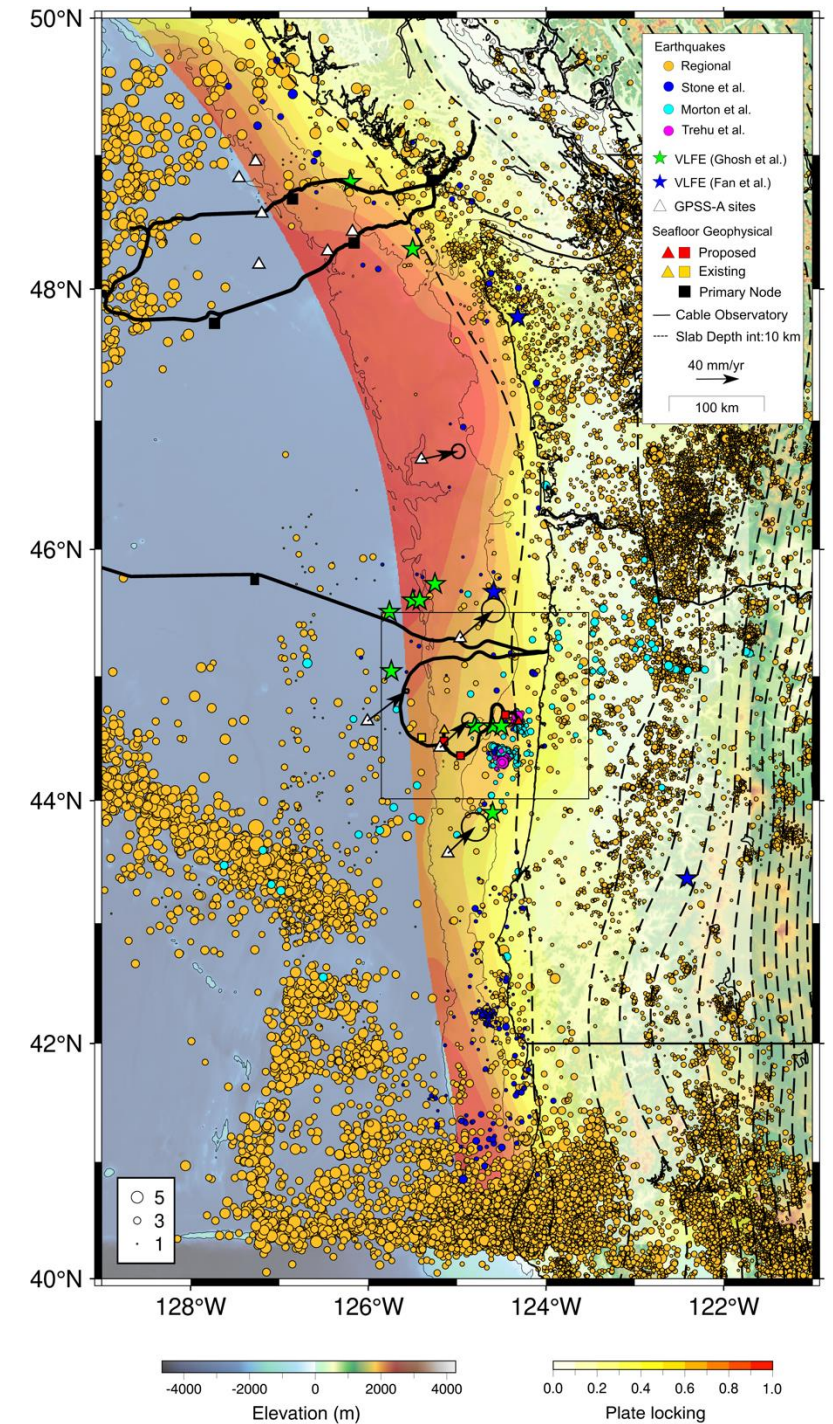 50°N
48°N
46°N
44°N
42°N
40°N
128°W
126°W
124°W
122°W
Earthquakes
Regional
Stone et al.
Morton et al.
Trehu et al.
VLFE (Ghosh et al.)
VLFE (Fan et al.)
GPSS-A sites
Seafloor Geophysical
Proposed
Existing
Primary Node
Cable Observatory
Slab Depth int:10 km
40 mm/yr
100 km
5
3
1
-4000 -2000 0 2000 4000
Elevation (m)
0.0 0.2 0.4 0.6 0.8 1.0
Plate locking